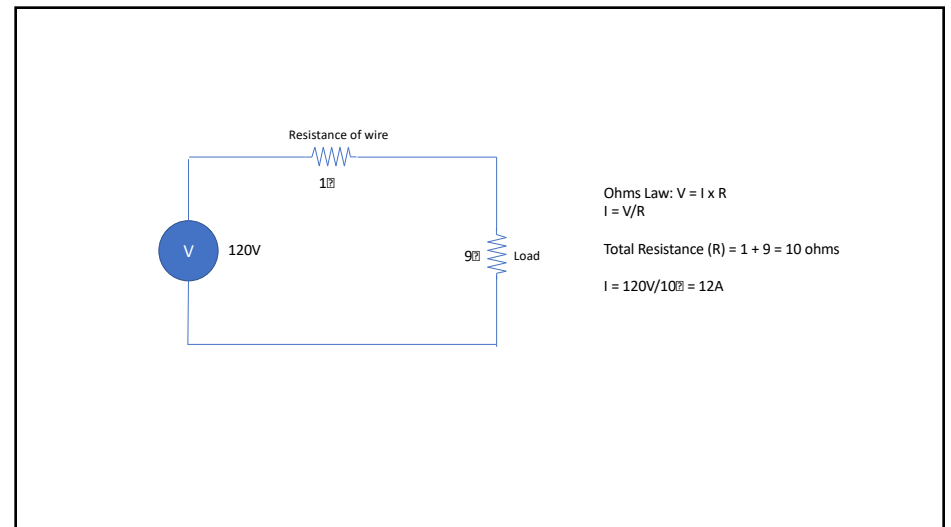 Resistance of wire
1�
V
120V
9�
Load
Ohms Law: V = I x R
I = V/R
Total Resistance (R) = 1 + 9 = 10 ohms
I = 120V/10� = 12A